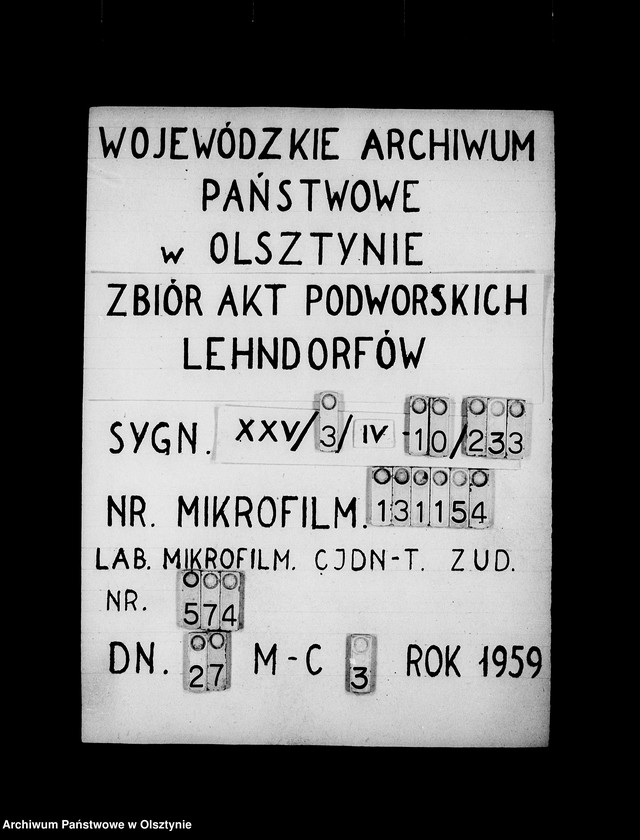 WOJEWÓDZKIE ARCHIWUM
PAŃSTWOWE
w OLSZTYNIE
ZBIÓR AKT PODWORSKICH
LEHNDORFÓW
SYGN. XXV/3/IV-10/233
NR. MIKROFILM. 131154
LAB. MIKROFILM. CJDN-T. ZUD.
NR. 574
DN. 27 M-C 3 ROK 1959
Archiwum Państwowe w Olsztynie